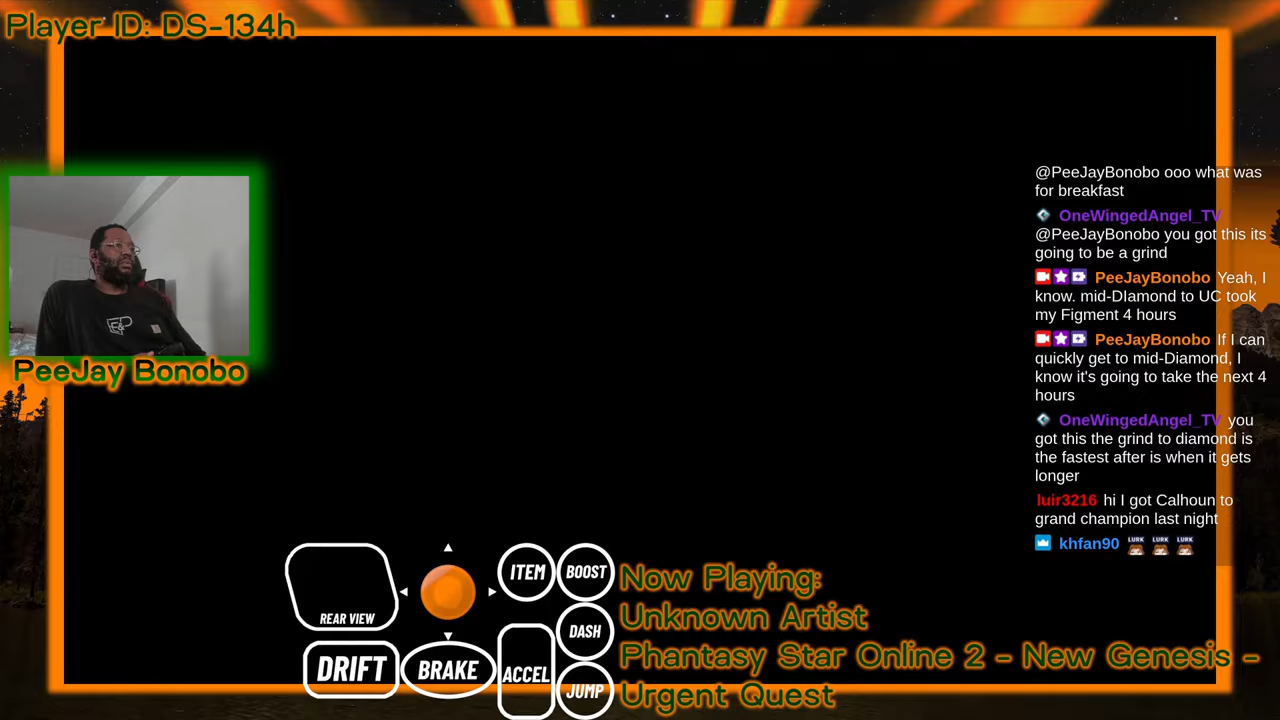 Player ID: DS-134h
PeeJay Bonobo
@PeeJayBonobo ooo what was
for breakfast
OneWingedAngel_TV
@PeeJayBonobo you got this its
going to be a grind
PeeJayBonobo Yeah, I
know. mid-DIamond to UC took
my Figment 4 hours
PeeJayBonobo If I can
quickly get to mid-Diamond, I
know it's going to take the next 4
hours
OneWingedAngel_TV you
got this the grind to diamond is
the fastest after is when it gets
longer
luir3216 hi I got Calhoun to
grand champion last night
khfan90 LURK LURK LURK
REAR VIEW
ITEM
BOOST
DASH
DRIFT
BRAKE
ACCEL
JUMP
Now Playing:
Unknown Artist
Phantasy Star Online 2 - New Genesis -
Urgent Quest